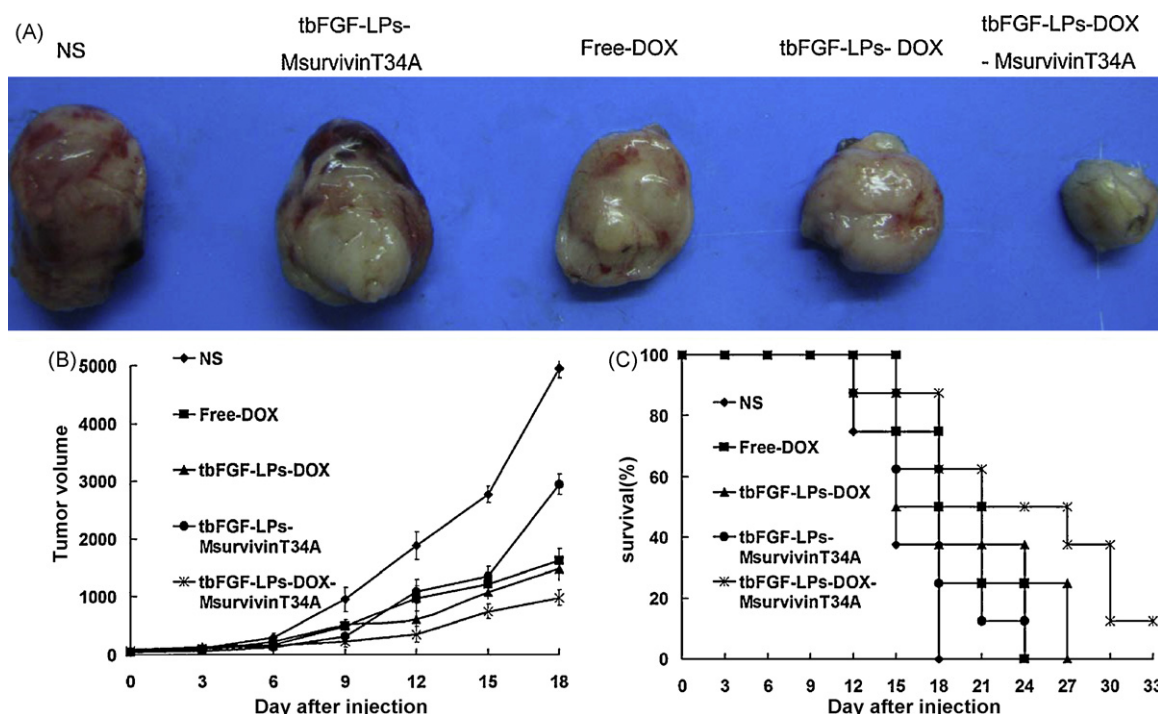 (A)
NS
tbFGF-LPs-
MsurvivinT34A
Free-DOX
tbFGF-LPs- DOX
tbFGF-LPs-DOX
- MsurvivinT34A
(B)
5000
4000
3000
2000
1000
0
Tumor volume
NS
Free-DOX
tbFGF-LPs-DOX
tbFGF-LPs-
MsurvivinT34A
tbFGF-LPs-DOX-
MsurvivinT34A
0 3 6 9 12 15 18
Day after injection
(C)
100
80
60
40
20
0
survival(%)
NS
Free-DOX
tbFGF-LPs-DOX
tbFGF-LPs-
MsurvivinT34A
tbFGF-LPs-DOX-
MsurvivinT34A
0 3 6 9 12 15 18 21 24 27 30 33
Day after injection